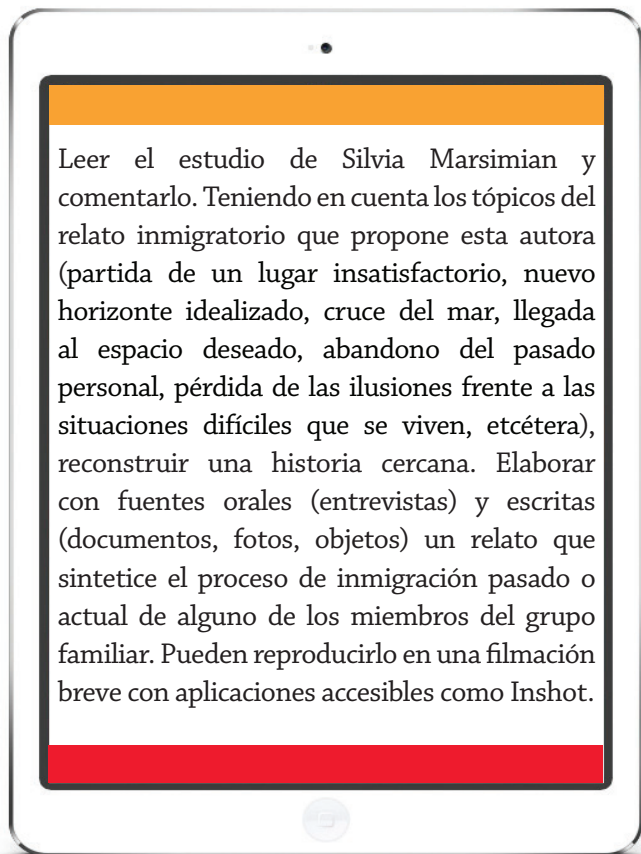 Leer el estudio de Silvia Marsimian y
comentarlo. Teniendo en cuenta los tópicos del
relato inmigratorio que propone esta autora
(partida de un lugar insatisfactorio, nuevo
horizonte idealizado, cruce del mar, llegada
al espacio deseado, abandono del pasado
personal, pérdida de las ilusiones frente a las
situaciones difíciles que se viven, etcétera),
reconstruir una historia cercana. Elaborar
con fuentes orales (entrevistas) y escritas
(documentos, fotos, objetos) un relato que
sintetice el proceso de inmigración pasado o
actual de alguno de los miembros del grupo
familiar. Pueden reproducirlo en una filmación
breve con aplicaciones accesibles como Inshot.